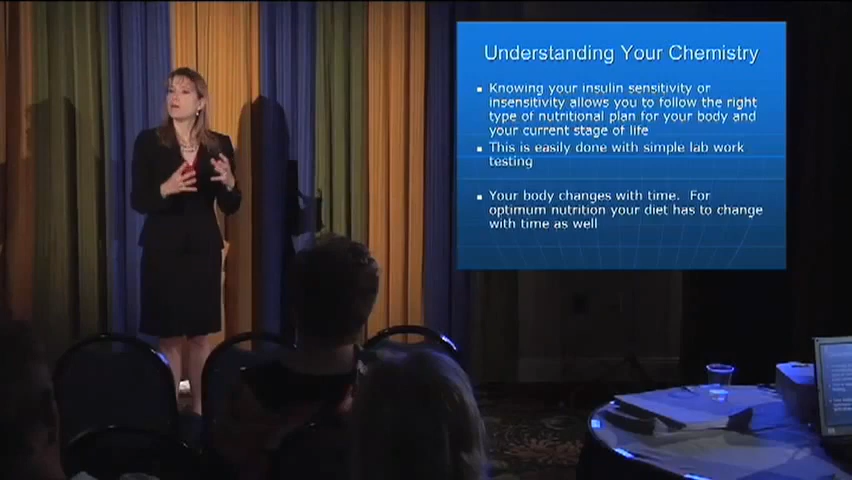 Understanding Your Chemistry
Knowing your insulin sensitivity or
insensitivity allows you to follow the right
type of nutritional plan for your body and
your current stage of life
This is easily done with simple lab work
testing
Your body changes with time. For
optimum nutrition your diet has to change
with time as well